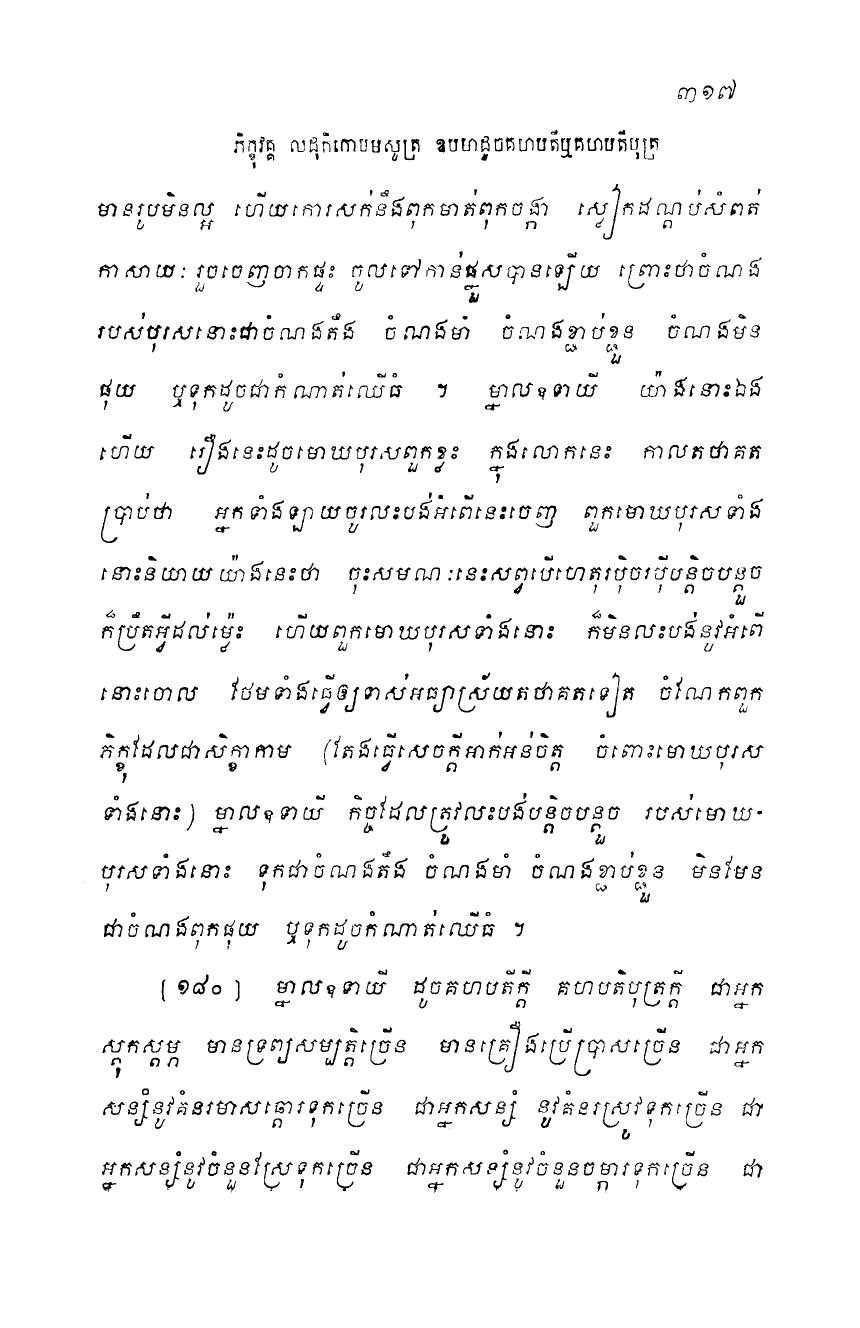 ៣១៧
ភិក្ខុវគ្គ លដុកិកោបមសូត្រ ឧបមាដូចគហបតីឬគហបតីបុត្រ
មានរូបមិនល្អ ហើយកោរសក់នឹងពុកមាត់ពុកចង្កា ស្លៀកដណ្តប់សំពត់
កាសាយៈ រួចចេញចាកផ្ទះ ចូលទៅកាន់ផ្នួសបានឡើយ ព្រោះថាចំណង
របស់បុរសនោះជាចំណងតឹង ចំណងមាំ ចំណងខ្ជាប់ខ្ជួន ចំណងមិន
ផុយ ឬទុកដូចជាកំណាត់ឈើធំ ។ ម្នាលឧទាយី យ៉ាងនោះឯង
ហើយ រឿងនេះដូចមោឃបុរសពួកខ្លះ ក្នុងលោកនេះ កាលតថាគត
ប្រាប់ថា អ្នកទាំងឡាយចូរលះបង់អំពើនេះចេញ ពួកមោឃបុរសទាំង
នោះនិយាយយ៉ាងនេះថា ចុះសមណៈនេះសព្វបើហេតុរប៉ិចរប៉ីបន្តិចបន្តួច
ក៏ប្រឹតអ្វីដល់ម៉្លេះ ហើយពួកមោឃបុរសទាំងនោះ ក៏មិនលះបង់នូវអំពើ
នោះចោល ថែមទាំងធ្វើឲ្យទាស់អធ្យាស្រ័យតថាគតទៀត ចំណែកពួក
ភិក្ខុដែលជាសិក្ខាកាម (តែងធ្វើសេចក្តីអាក់អន់ចិត្ត ចំពោះមោឃបុរស
ទាំងនោះ) ម្នាលឧទាយី កិច្ចដែលត្រូវលះបង់បន្តិចបន្តួច របស់មោឃ-
បុរសទាំងនោះ ទុកជាចំណងតឹង ចំណងមាំ ចំណងខ្ជាប់ខ្ជួន មិនមែន
ជាចំណងពុកផុយ ឬទុកដូចកំណាត់ឈើធំ ។
[១៨០] ម្នាលឧទាយី ដូចគហបតីក្តី គហបតិបុត្រក្តី ជាអ្នក
ស្តុកស្តម្ភ មានទ្រព្យសម្បត្តិច្រើន មានគ្រឿងប្រើប្រាសច្រើន ជាអ្នក
សន្សំនូវគំនរមាសធ្តោរទុកច្រើន ជាអ្នកសន្សំ នូវគំនរស្រូវទុកច្រើន ជា
អ្នកសន្សំនូវចំនួនស្រែទុកច្រើន ជាអ្នកសន្សំនូវចំនួនចម្ការទុកច្រើន ជា